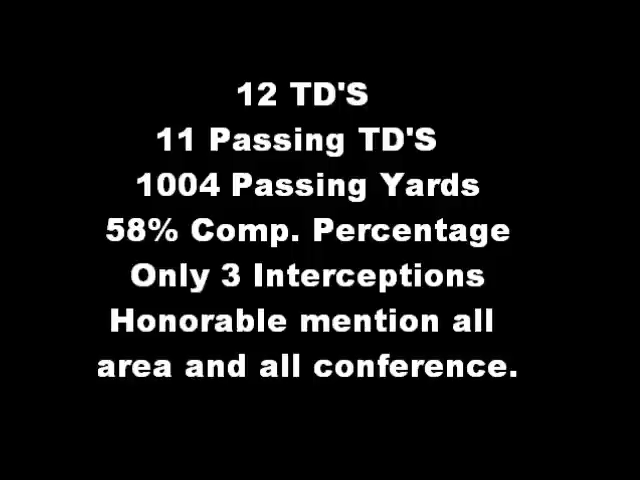 12 TD'S
11 Passing TD'S
1004 Passing Yards
58% Comp. Percentage
Only 3 Interceptions
Honorable mention all
area and all conference.